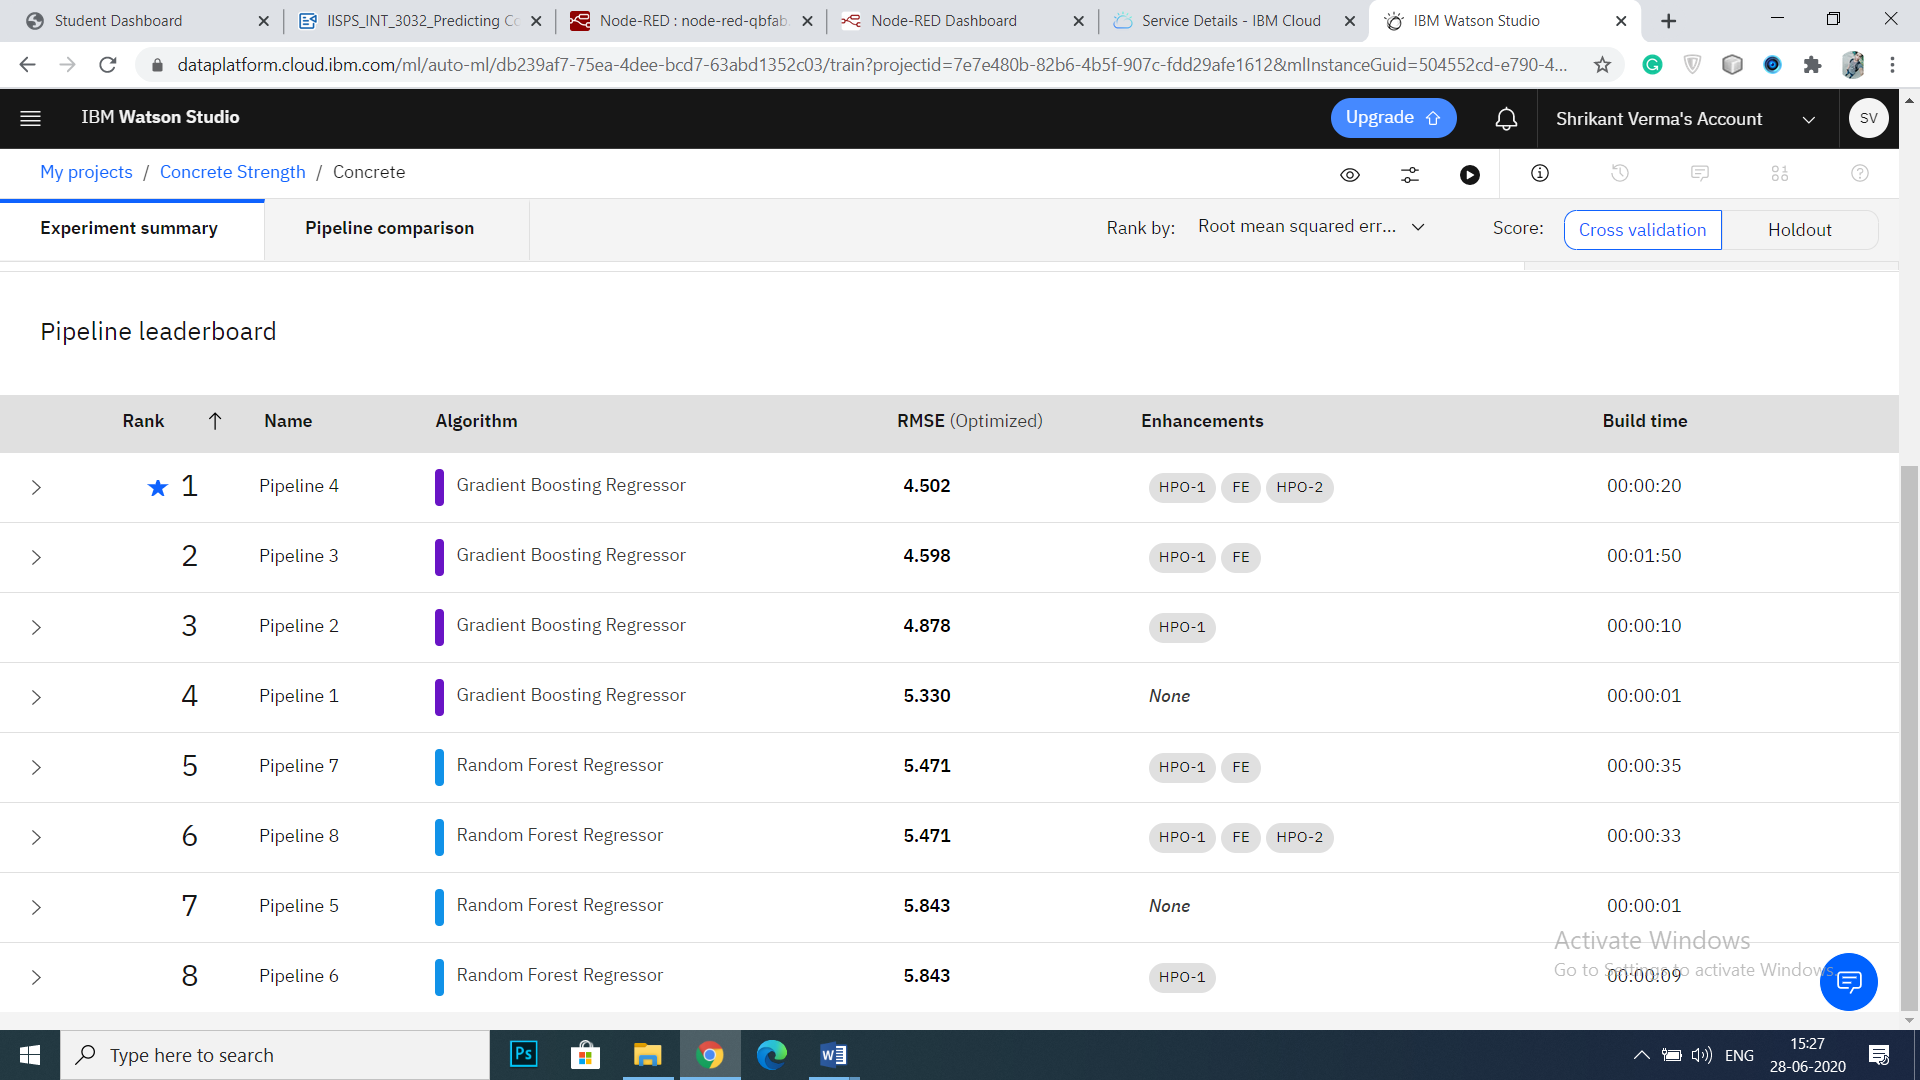 Student Dashboard
IISPS_INT_3032_Predicting Co
Node-RED : node-red-qbfab
Node-RED Dashboard
Service Details - IBM Cloud
IBM Watson Studio
dataplatform.cloud.ibm.com/ml/auto-ml/db239af7-75ea-4dee-bcd7-63abd1352c03/train?projectid=7e7e480b-82b6-4b5f-907c-fdd29afe1612&mlInstanceGuid=504552cd-e790-4...
IBM Watson Studio
Upgrade
Shrikant Verma's Account
SV
My projects / Concrete Strength / Concrete
Experiment summary
Pipeline comparison
Rank by: Root mean squared err...
Score: Cross validation Holdout
Pipeline leaderboard
Rank Name Algorithm RMSE (Optimized) Enhancements Build time
1 Pipeline 4 Gradient Boosting Regressor 4.502 HPO-1 FE HPO-2 00:00:20
2 Pipeline 3 Gradient Boosting Regressor 4.598 HPO-1 FE 00:01:50
3 Pipeline 2 Gradient Boosting Regressor 4.878 HPO-1 00:00:10
4 Pipeline 1 Gradient Boosting Regressor 5.330 None 00:00:01
5 Pipeline 7 Random Forest Regressor 5.471 HPO-1 FE 00:00:35
6 Pipeline 8 Random Forest Regressor 5.471 HPO-1 FE HPO-2 00:00:33
7 Pipeline 5 Random Forest Regressor 5.843 None 00:00:01
8 Pipeline 6 Random Forest Regressor 5.843 HPO-1 00:00:09
Activate Windows
Go to Settings to activate Windows.
Type here to search
Ps
ENG
15:27
28-06-2020